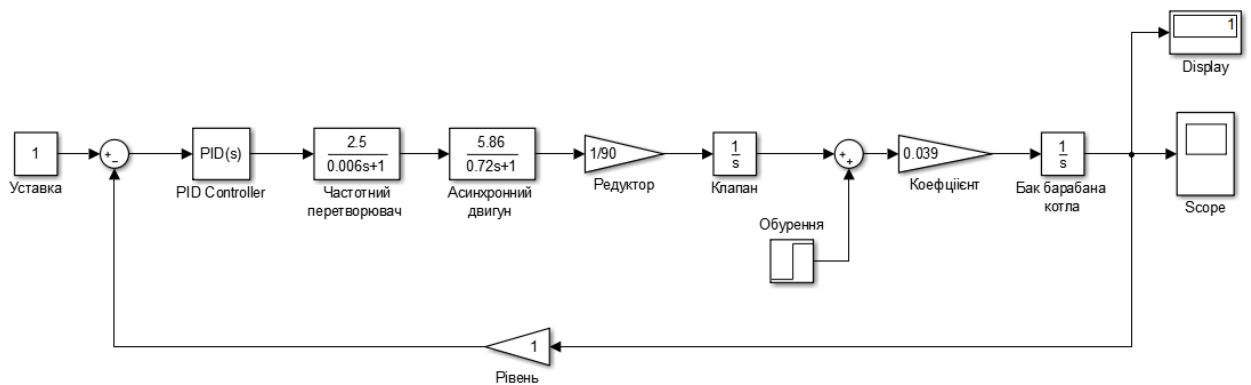 1
Display
1
Уставка
+
−
PID(s)
PID Controller
2.5
0.006s+1
Частотний
перетворювач
5.86
0.72s+1
Асинхронний
двигун
1/90
Редуктор
1
s
Клапан
+
+
Обурення
0.039
Коефціієнт
1
s
Бак барабана
котла
Scope
1
Рівень